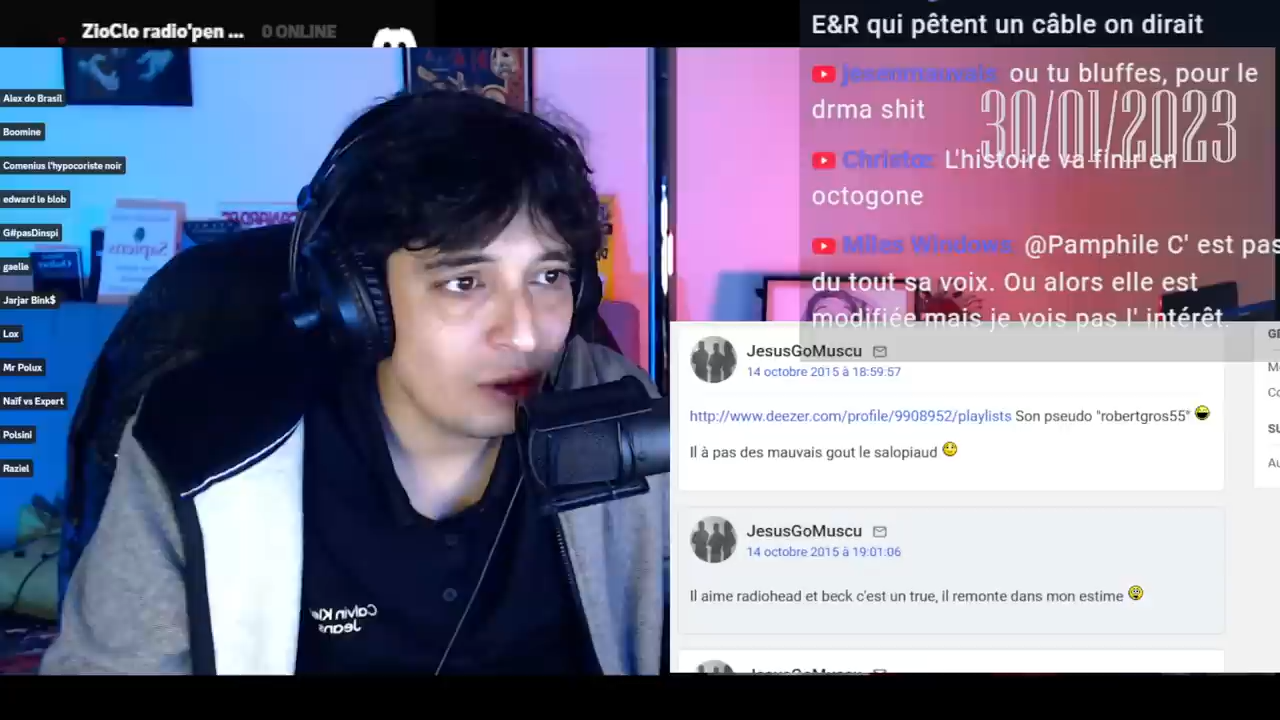 ZioClo radio'pen ...
0 ONLINE
Alex do Brasil
Boomine
Comenius l'hypocoriste noir
edward le blob
G#pasDinspi
gaelle
Jarjar Bink$
Lox
Mr Polux
Naïf vs Expert
Polsini
Raziel
Sapiens
Calvin Kle
Jeans
E&R qui pêtent un câble on dirait
ou tu bluffes, pour le
drma shit
30/01/2023
Christo: L'histoire va finir en
octogone
Miles Windows: @Pamphile C' est pas
du tout sa voix. Ou alors elle est
modifiée mais je vois pas l' intérêt.
JesusGoMuscu
14 octobre 2015 à 18:59:57
http://www.deezer.com/profile/9908952/playlists Son pseudo "robertgros55"
Il à pas des mauvais gout le salopiaud
JesusGoMuscu
14 octobre 2015 à 19:01:06
Il aime radiohead et beck c'est un true, il remonte dans mon estime
JesusGoMuscu